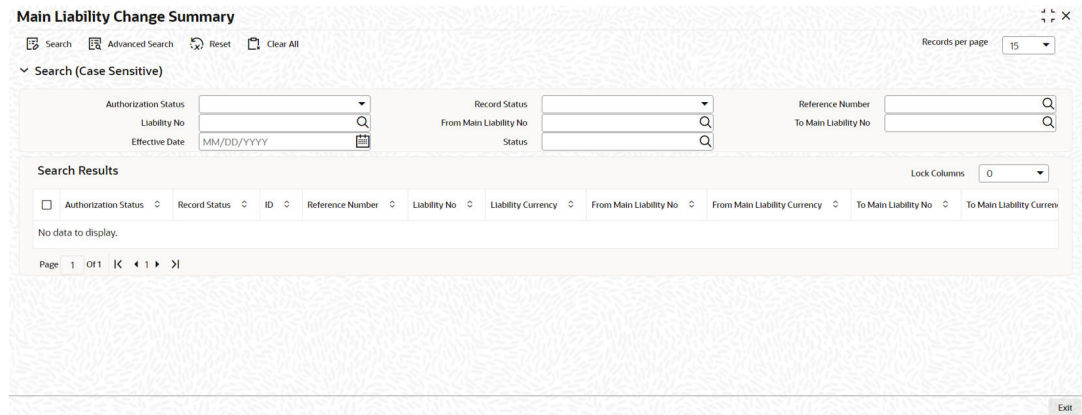 Main Liability Change Summary
Search Advanced Search Reset Clear All Records per page 15
Search (Case Sensitive)
Authorization Status Record Status Reference Number
Liability No From Main Liability No To Main Liability No
Effective Date MM/DD/YYYY Status
Search Results Lock Columns 0
Authorization Status Record Status ID Reference Number Liability No Liability Currency From Main Liability No From Main Liability Currency To Main Liability No To Main Liability Curren
No data to display.
Page 1 Of 1 1
Exit